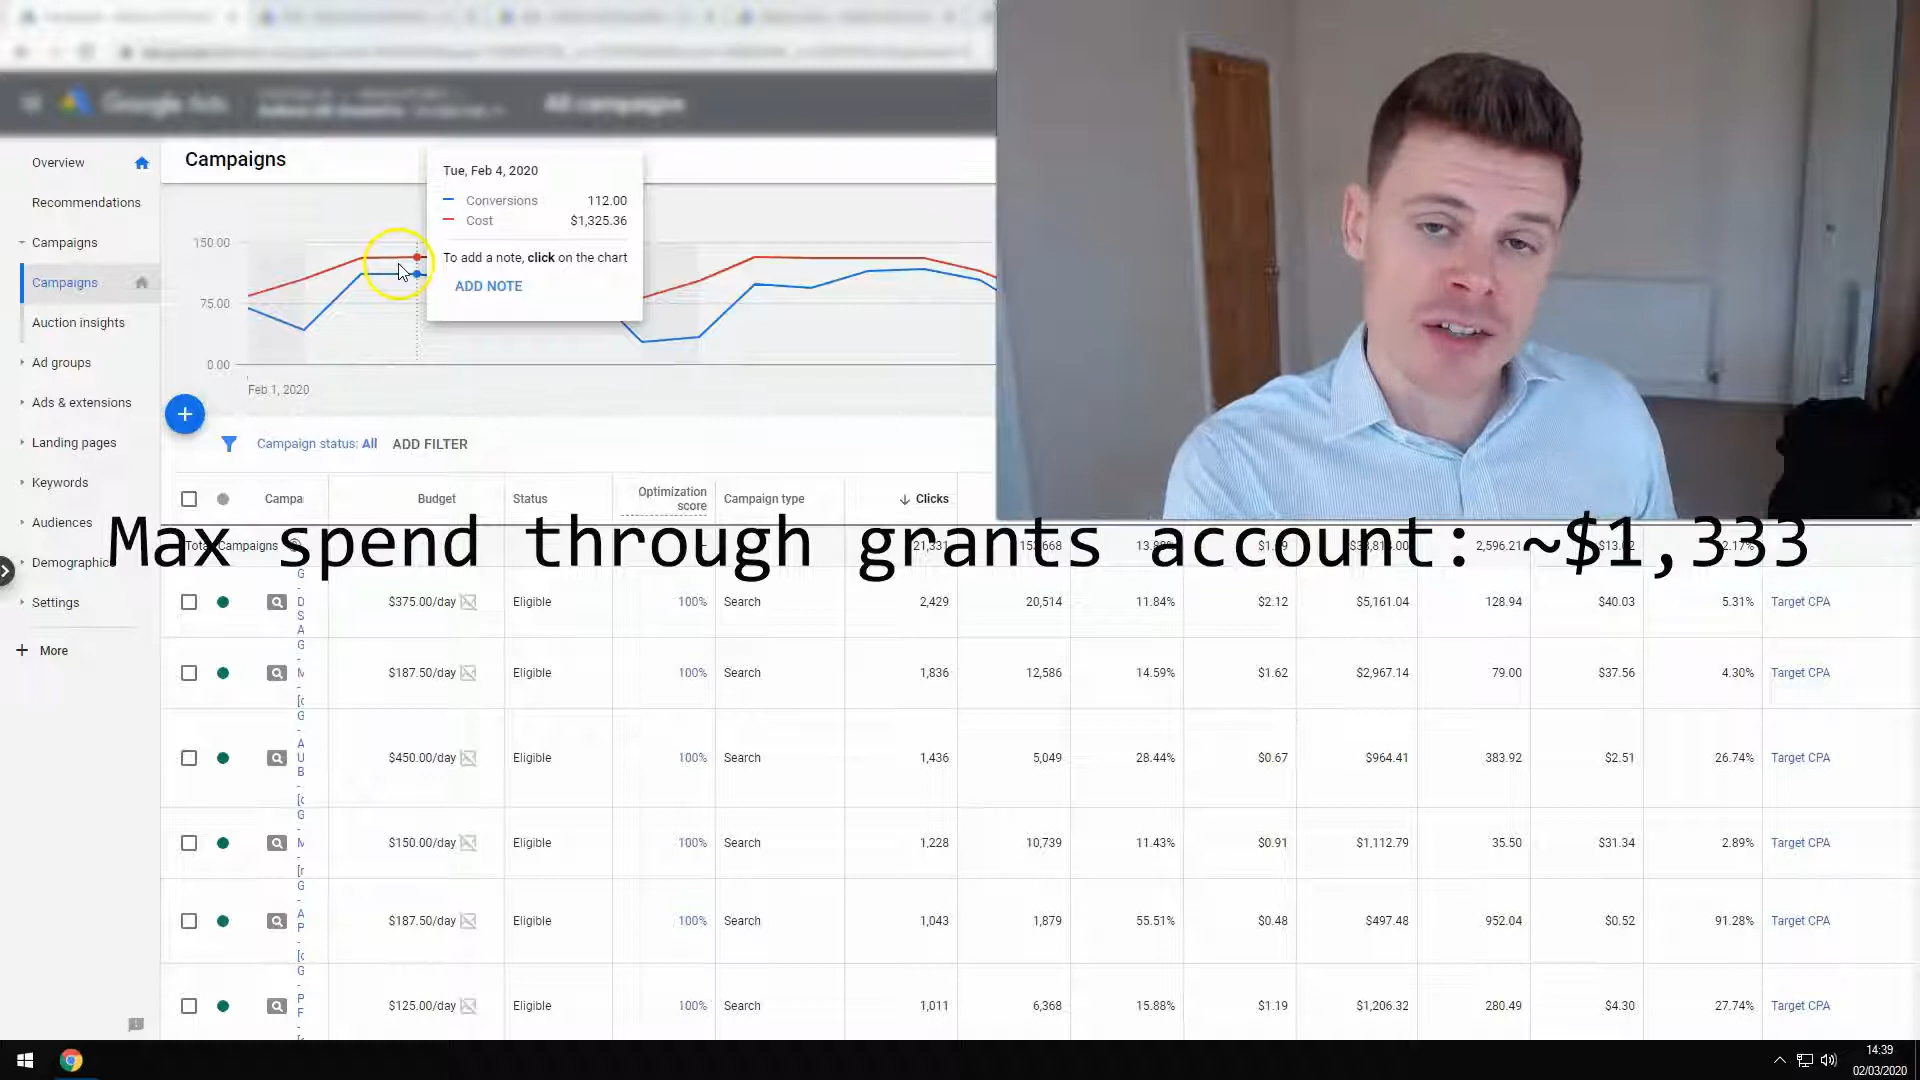 Google Ads
All campaigns
Overview
Recommendations
Campaigns
Campaigns
Auction insights
Ad groups
Ads & extensions
Landing pages
Keywords
Audiences
Demographic
Settings
+ More
Campaigns
Tue, Feb 4, 2020
Conversions 112.00
Cost $1,325.36
To add a note, click on the chart
ADD NOTE
150.00
75.00
0.00
Feb 1, 2020
Campaign status: All ADD FILTER
Campa Budget Status Optimization score Campaign type Clicks
Max spend through grants account: ~$1,333
Campaigns 2,596.21
$375.00/day Eligible 100% Search 2,429 20,514 11.84% $2.12 $5,161.04 128.94 $40.03 5.31% Target CPA
$187.50/day Eligible 100% Search 1,836 12,586 14.59% $1.62 $2,967.14 79.00 $37.56 4.30% Target CPA
$450.00/day Eligible 100% Search 1,436 5,049 28.44% $0.67 $964.41 383.92 $2.51 26.74% Target CPA
$150.00/day Eligible 100% Search 1,228 10,739 11.43% $0.91 $1,112.79 35.50 $31.34 2.89% Target CPA
$187.50/day Eligible 100% Search 1,043 1,879 55.51% $0.48 $497.48 952.04 $0.52 91.28% Target CPA
$125.00/day Eligible 100% Search 1,011 6,368 15.88% $1.19 $1,206.32 280.49 $4.30 27.74% Target CPA
14:39
02/03/2020